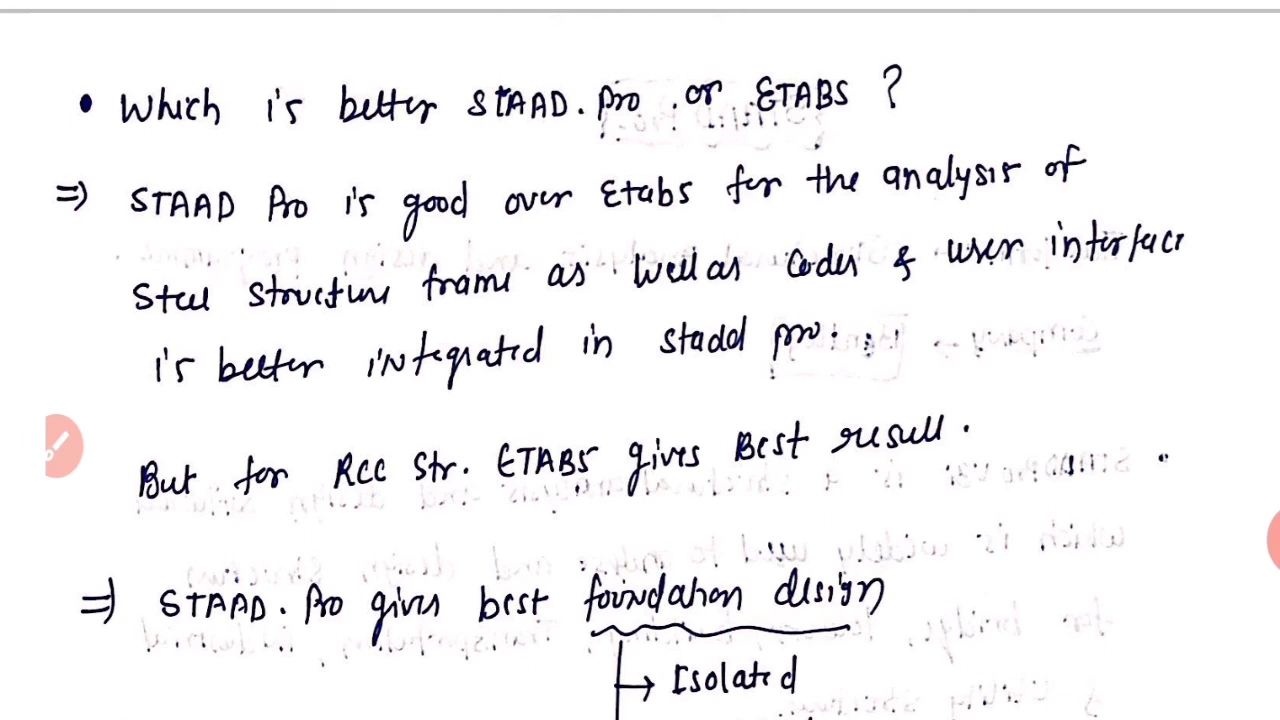 • Which is better STAAD. Pro . or ETABS ?
=> STAAD Pro is good over Etabs for the analysis of
Steel structure frame as well as Codes & user interface
is better integrated in stadd pro.
But for RCC Str. ETABS gives Best result.
=> STAAD. Pro gives best foundation design
→ Isolated